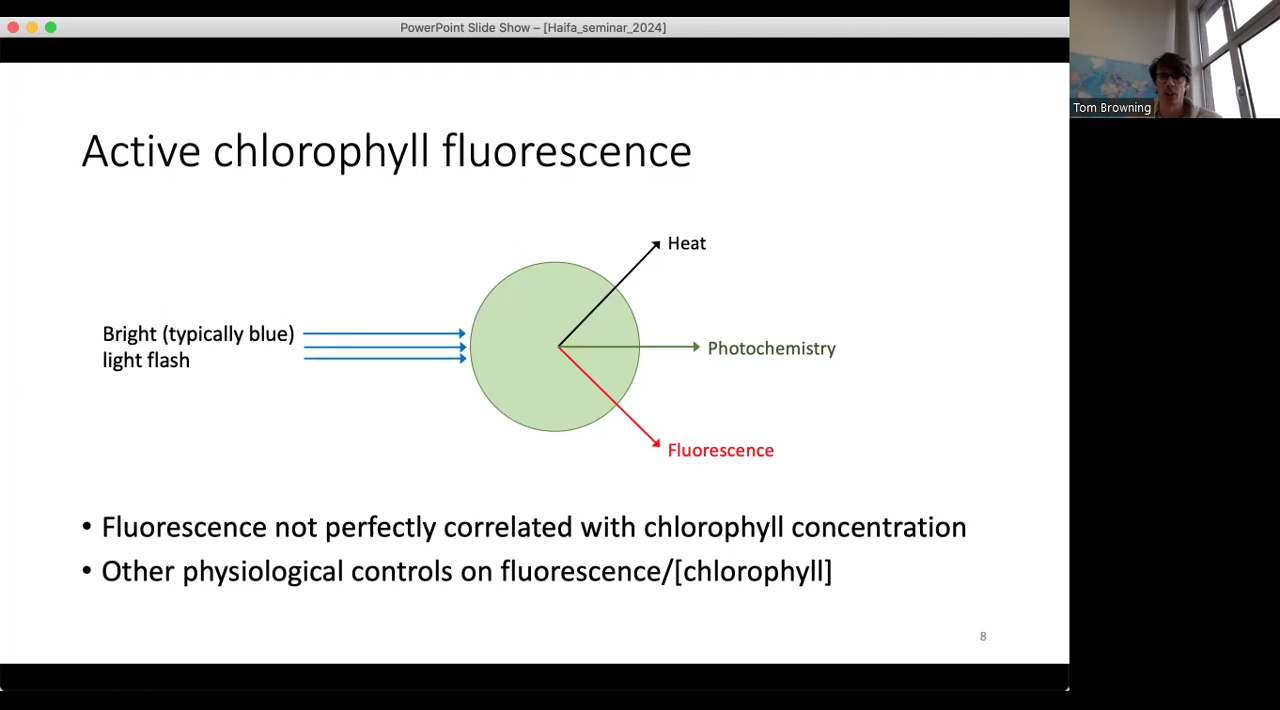 PowerPoint Slide Show – [Haifa_seminar_2024]
Tom Browning
Active chlorophyll fluorescence
Heat
Bright (typically blue)
light flash
Photochemistry
Fluorescence
• Fluorescence not perfectly correlated with chlorophyll concentration
• Other physiological controls on fluorescence/[chlorophyll]
8